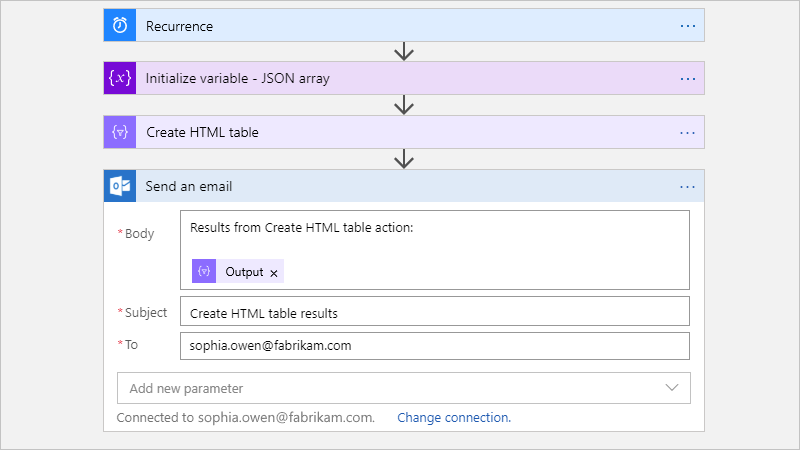 Recurrence
{x} Initialize variable - JSON array
Create HTML table
Send an email
* Body
Results from Create HTML table action:
Output ×
* Subject
Create HTML table results
* To
sophia.owen@fabrikam.com
Add new parameter
Connected to sophia.owen@fabrikam.com. Change connection.